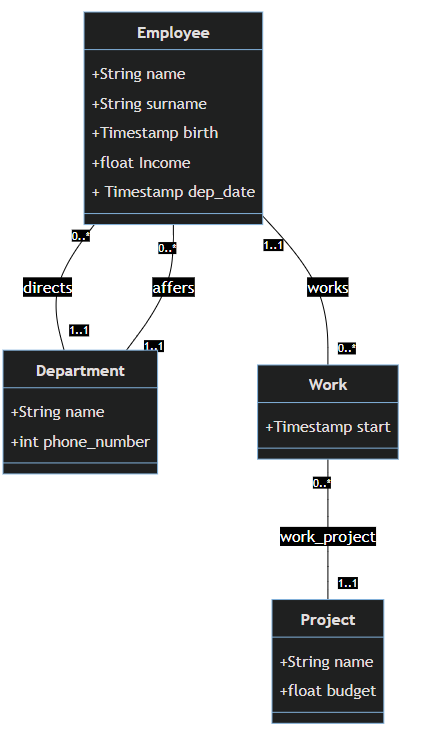 Employee
+String name
+String surname
+Timestamp birth
+float Income
+ Timestamp dep_date
0..*
0..*
1..1
directs
affers
works
1..1
1..1
0..*
Department
+String name
+int phone_number
Work
+Timestamp start
0..*
work_project
1..1
Project
+String name
+float budget